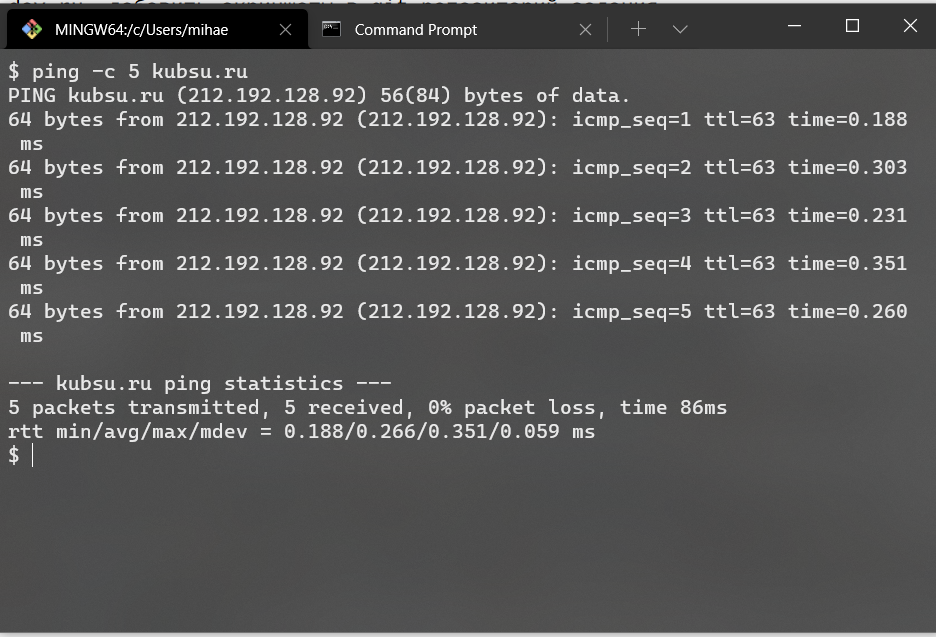 MINGW64:/c/Users/mihae
Command Prompt
$ ping -c 5 kubsu.ru
PING kubsu.ru (212.192.128.92) 56(84) bytes of data.
64 bytes from 212.192.128.92 (212.192.128.92): icmp_seq=1 ttl=63 time=0.188
ms
64 bytes from 212.192.128.92 (212.192.128.92): icmp_seq=2 ttl=63 time=0.303
ms
64 bytes from 212.192.128.92 (212.192.128.92): icmp_seq=3 ttl=63 time=0.231
ms
64 bytes from 212.192.128.92 (212.192.128.92): icmp_seq=4 ttl=63 time=0.351
ms
64 bytes from 212.192.128.92 (212.192.128.92): icmp_seq=5 ttl=63 time=0.260
ms
--- kubsu.ru ping statistics ---
5 packets transmitted, 5 received, 0% packet loss, time 86ms
rtt min/avg/max/mdev = 0.188/0.266/0.351/0.059 ms
$